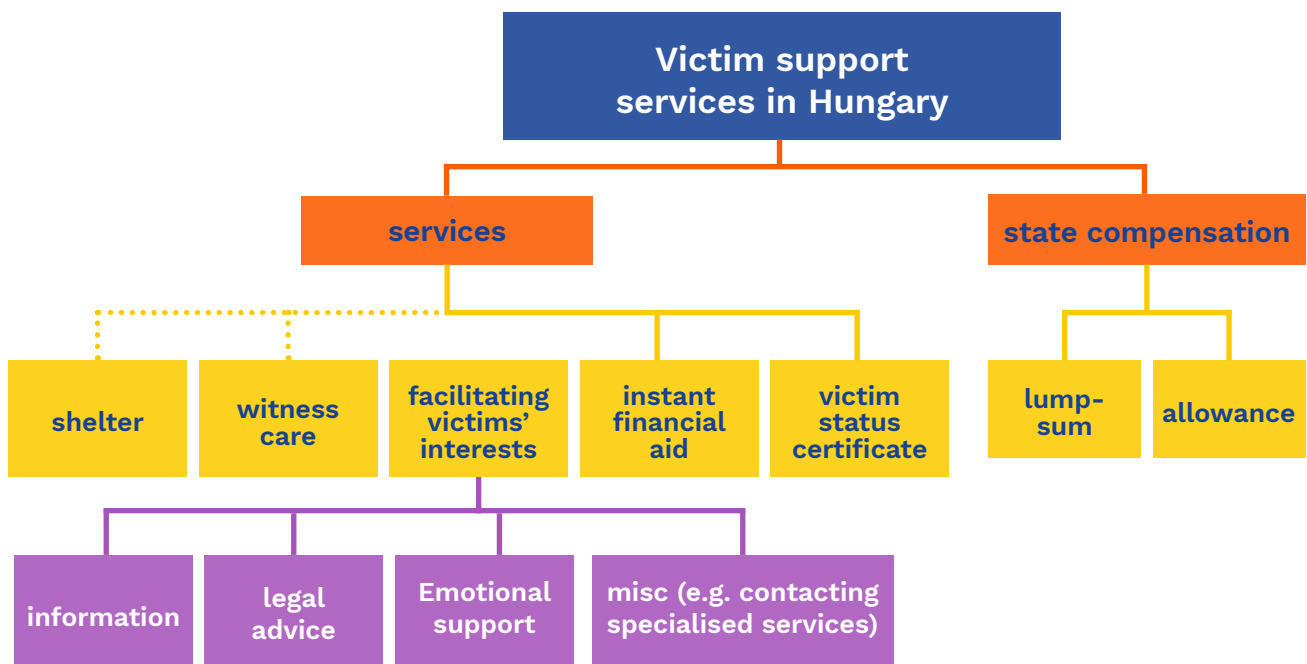 Victim support
services in Hungary
services
state compensation
shelter
witness
care
facilitating
victims’
interests
instant
financial
aid
victim
status
certificate
lump-
sum
allowance
information
legal
advice
Emotional
support
misc (e.g. contacting
specialised services)